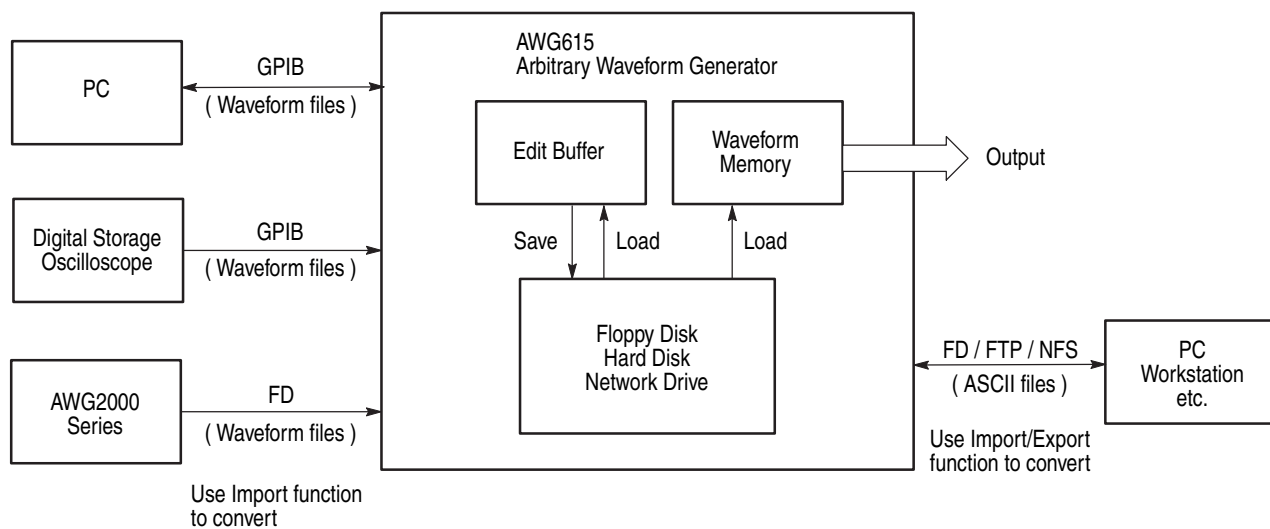 PC
GPIB
( Waveform files )
Digital Storage
Oscilloscope
GPIB
( Waveform files )
AWG2000
Series
FD
( Waveform files )
Use Import function
to convert
AWG615
Arbitrary Waveform Generator
Edit Buffer
Waveform
Memory
Output
Save
Load
Load
Floppy Disk
Hard Disk
Network Drive
FD / FTP / NFS
( ASCII files )
PC
Workstation
etc.
Use Import/Export
function to convert